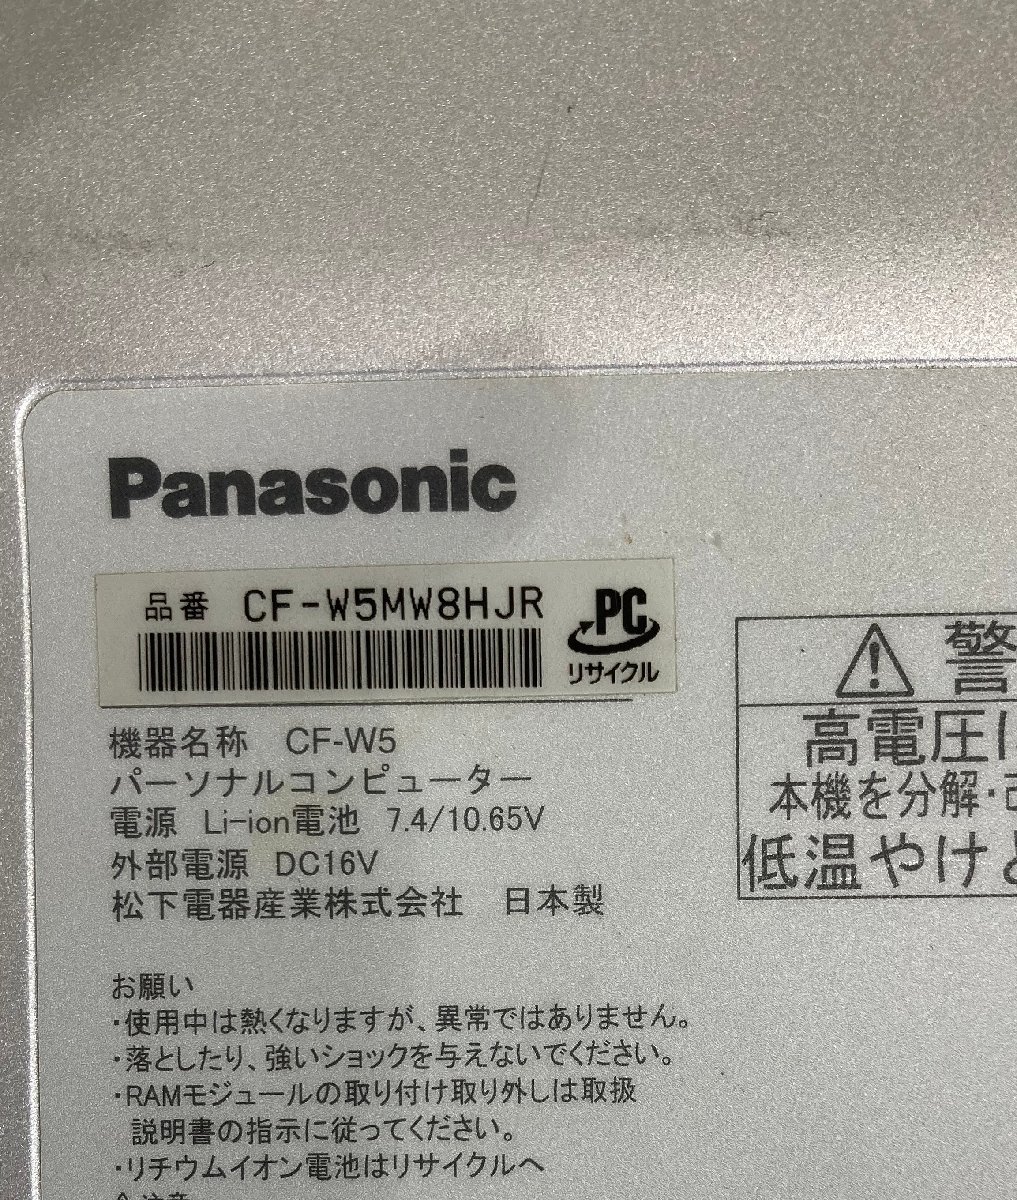 Panasonic
品番 CF-W5MW8HJR
PC
リサイクル
機器名称 CF-W5
パーソナルコンピューター
電源 Li-ion電池 7.4/10.65V
外部電源 DC16V
松下電器産業株式会社 日本製
警
高電圧に
本機を分解・改
低温やけど
お願い
・使用中は熱くなりますが、異常ではありません。
・落としたり、強いショックを与えないでください。
・RAMモジュールの取り付け取り外しは取扱
説明書の指示に従ってください。
・リチウムイオン電池はリサイクルへ